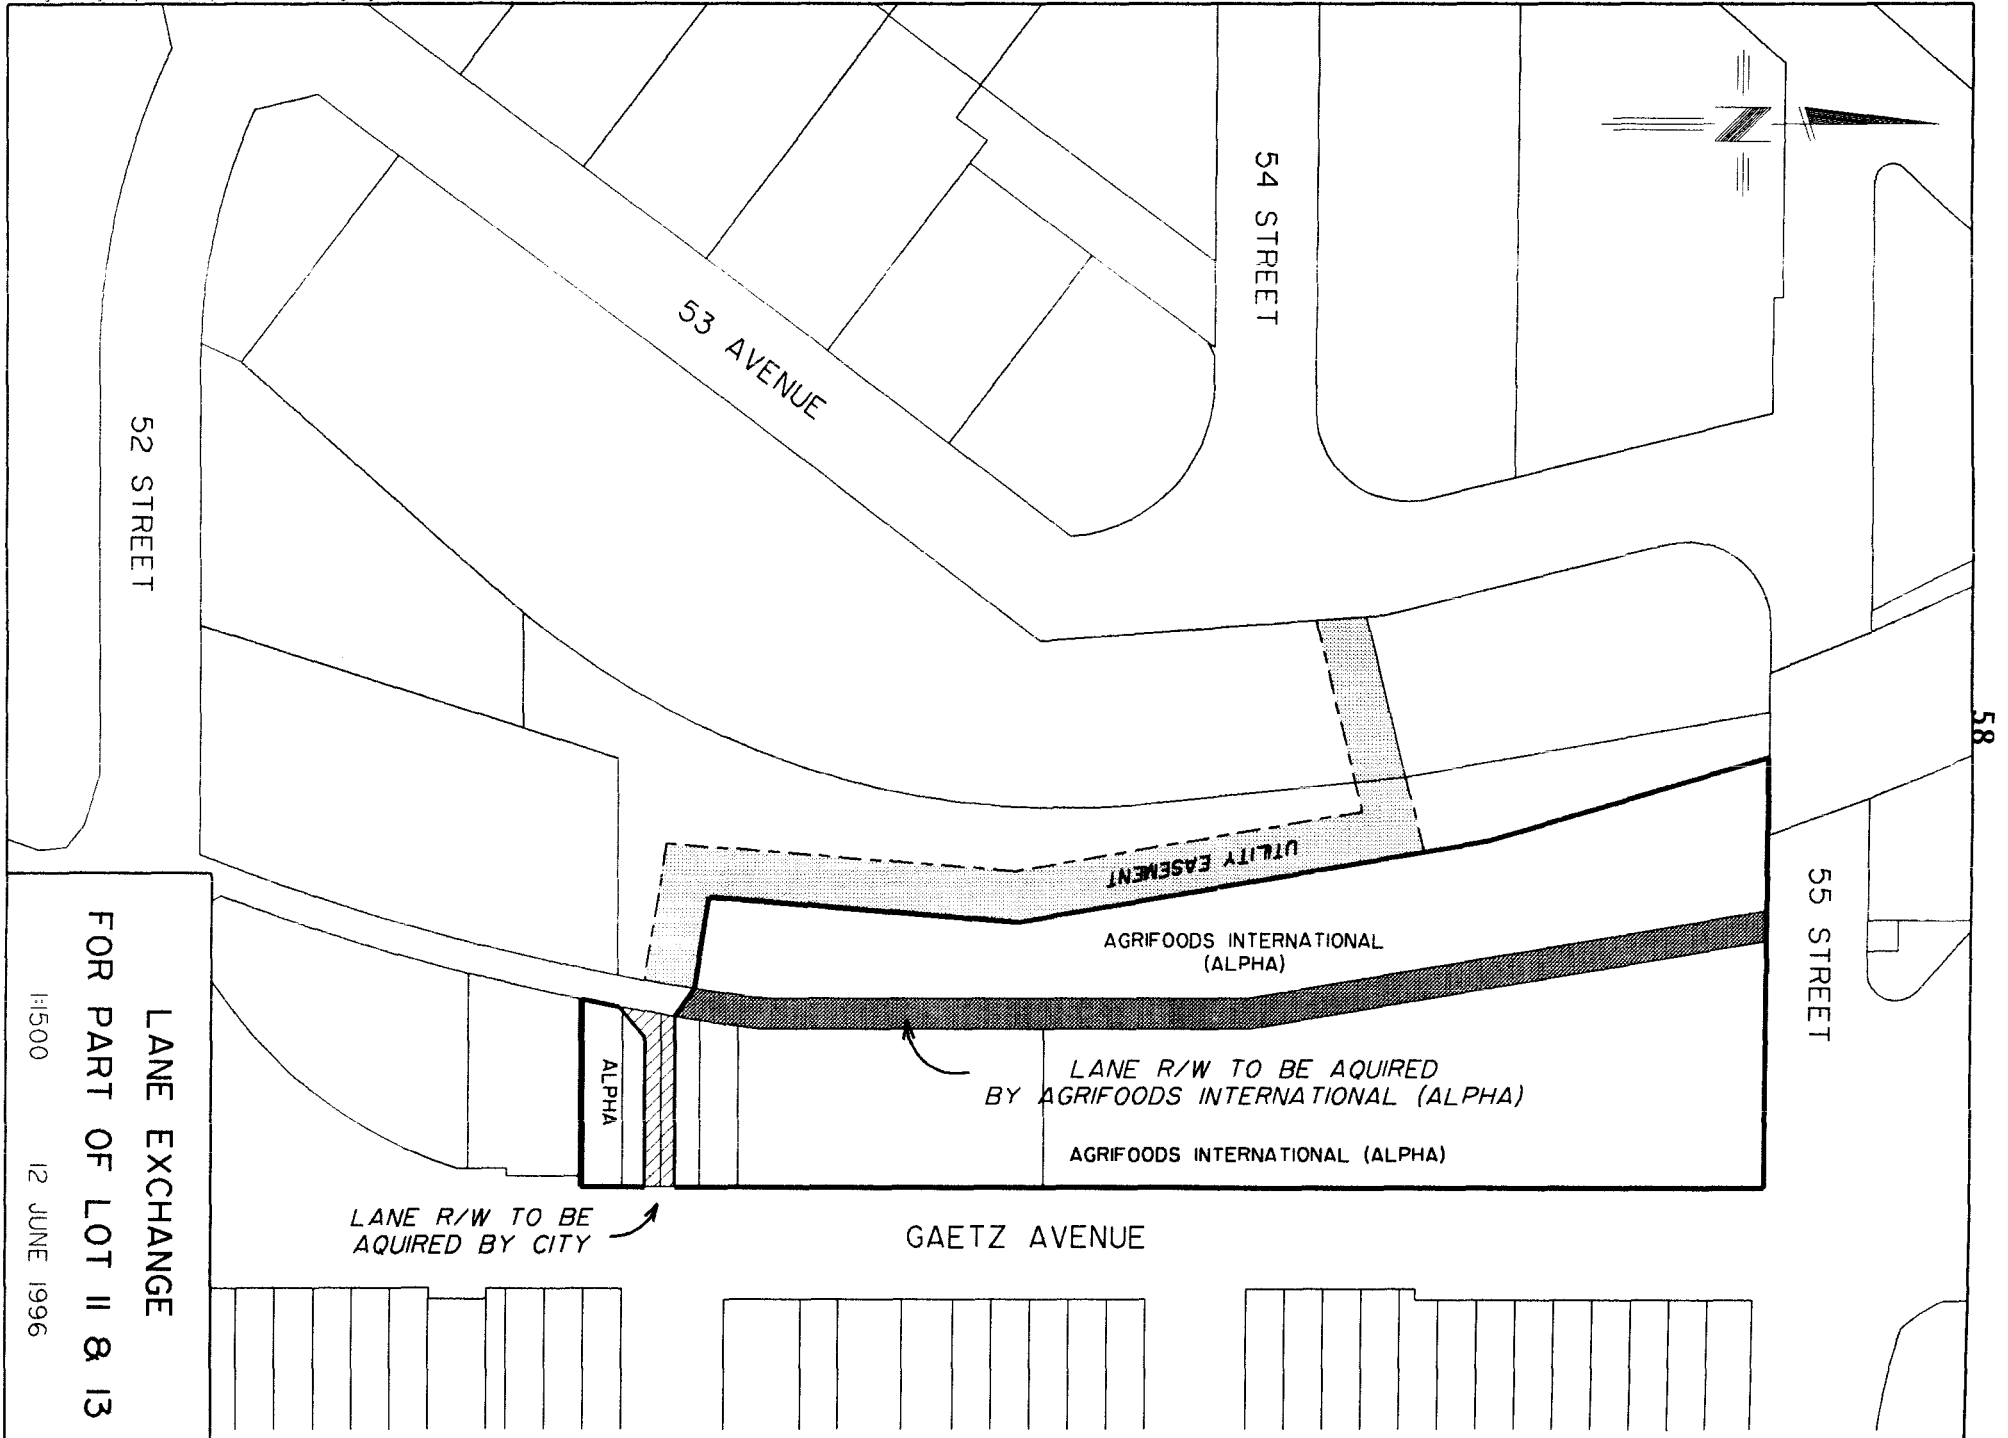 54 STREET
N
53 AVENUE
52 STREET
58
UTILITY EASEMENT
55 STREET
AGRIFOODS INTERNATIONAL
(ALPHA)
LANE R/W TO BE AQUIRED
BY AGRIFOODS INTERNATIONAL (ALPHA)
ALPHA
AGRIFOODS INTERNATIONAL (ALPHA)
LANE R/W TO BE
AQUIRED BY CITY
GAETZ AVENUE
LANE EXCHANGE
FOR PART OF LOT 11 & 13
1:1500 12 JUNE 1996